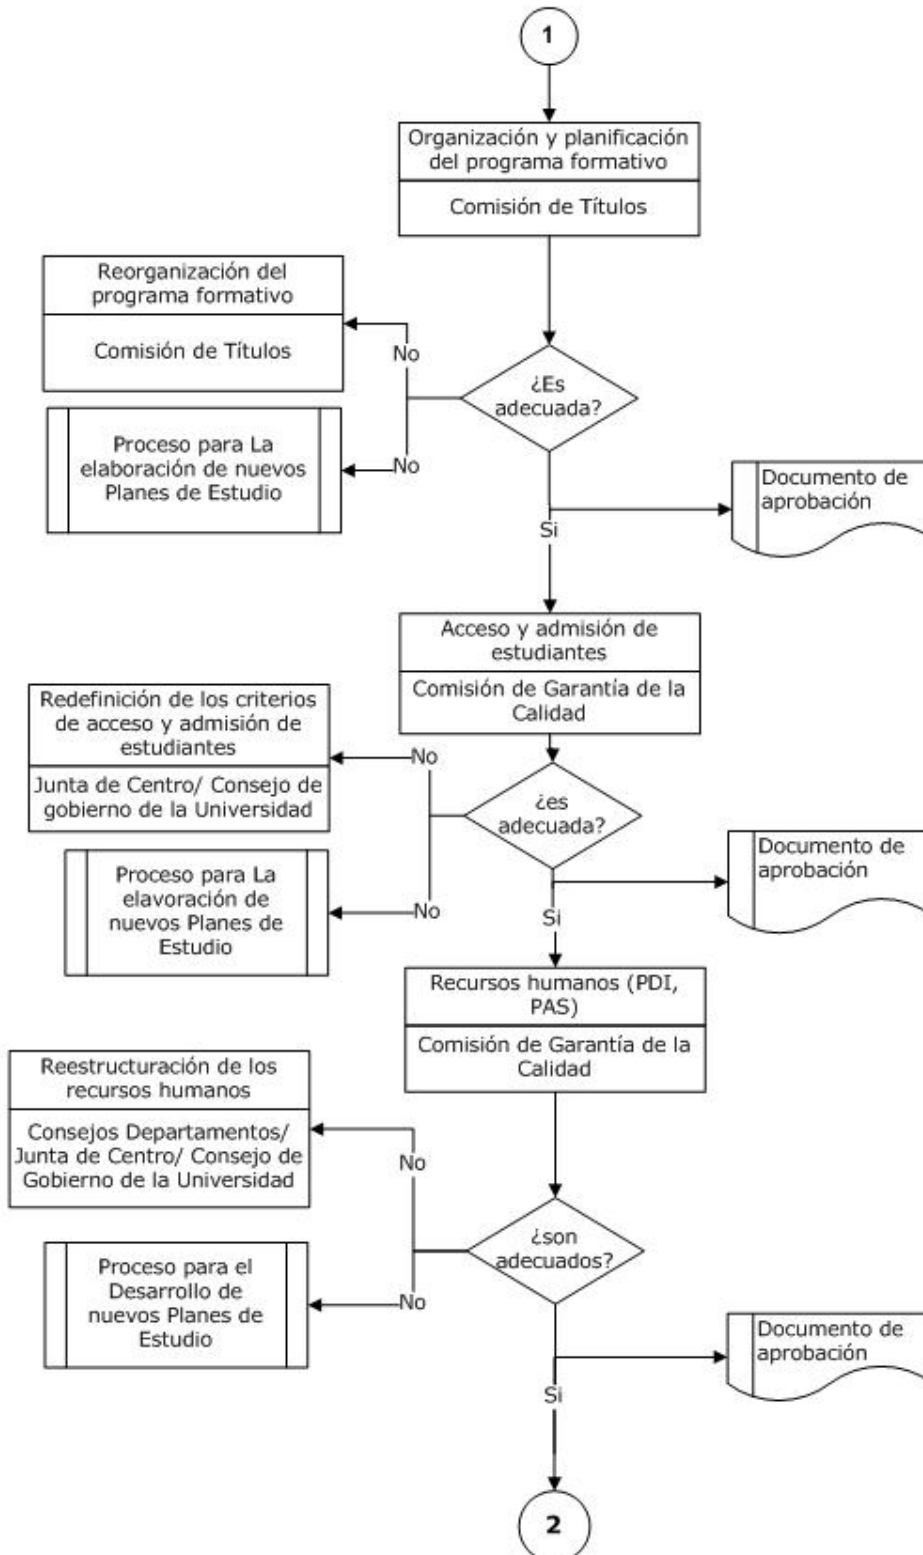 1
Organización y planificación
del programa formativo
Comisión de Títulos
Reorganización del
programa formativo
Comisión de Títulos
No
¿Es
adecuada?
No
Proceso para La
elaboración de nuevos
Planes de Estudio
Documento de
aprobación
Si
Acceso y admisión de
estudiantes
Comisión de Garantía de la
Calidad
Redefinición de los criterios
de acceso y admisión de
estudiantes
Junta de Centro/ Consejo de
gobierno de la Universidad
No
¿es
adecuada?
No
Proceso para La
elavoración de
nuevos Planes de
Estudio
Documento de
aprobación
Si
Recursos humanos (PDI,
PAS)
Comisión de Garantía de la
Calidad
Reestructuración de los
recursos humanos
Consejos Departamentos/
Junta de Centro/ Consejo de
Gobierno de la Universidad
No
¿son
adecuados?
No
Proceso para el
Desarrollo de
nuevos Planes de
Estudio
Documento de
aprobación
Si
2